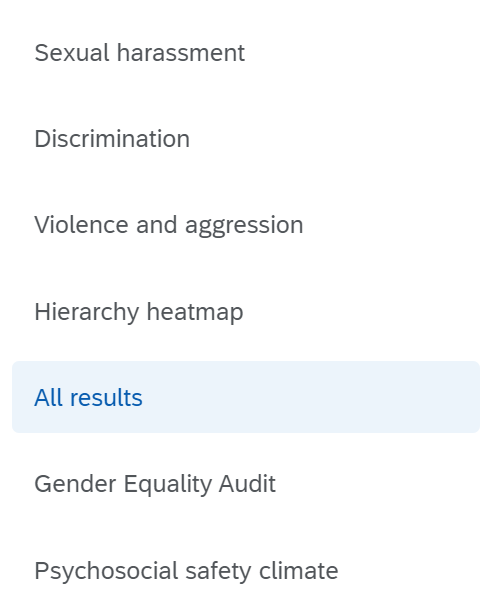 Sexual harassment
Discrimination
Violence and aggression
Hierarchy heatmap
All results
Gender Equality Audit
Psychosocial safety climate